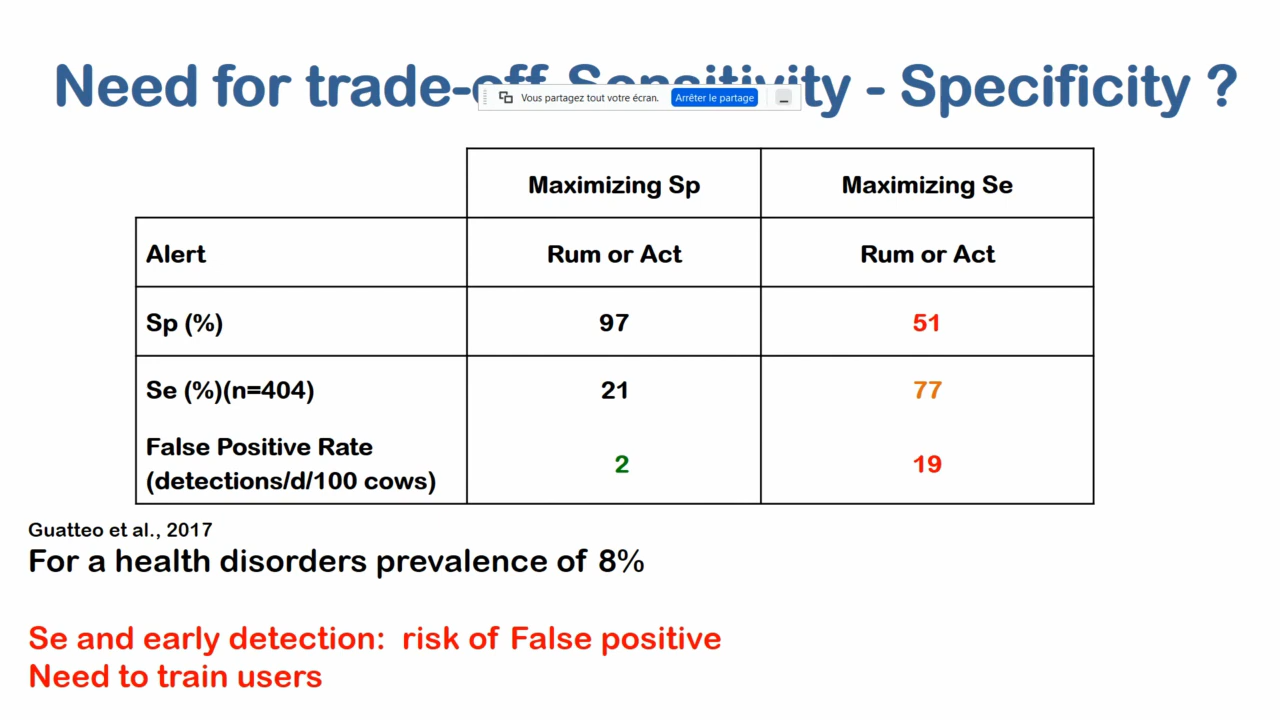 Need for trade-off Sensitivity - Specificity ?
Vous partagez tout votre écran. Arrêter le partage
Maximizing Sp Maximizing Se
Alert Rum or Act Rum or Act
Sp (%) 97 51
Se (%)(n=404) 21 77
False Positive Rate
(detections/d/100 cows) 2 19
Guatteo et al., 2017
For a health disorders prevalence of 8%
Se and early detection: risk of False positive
Need to train users